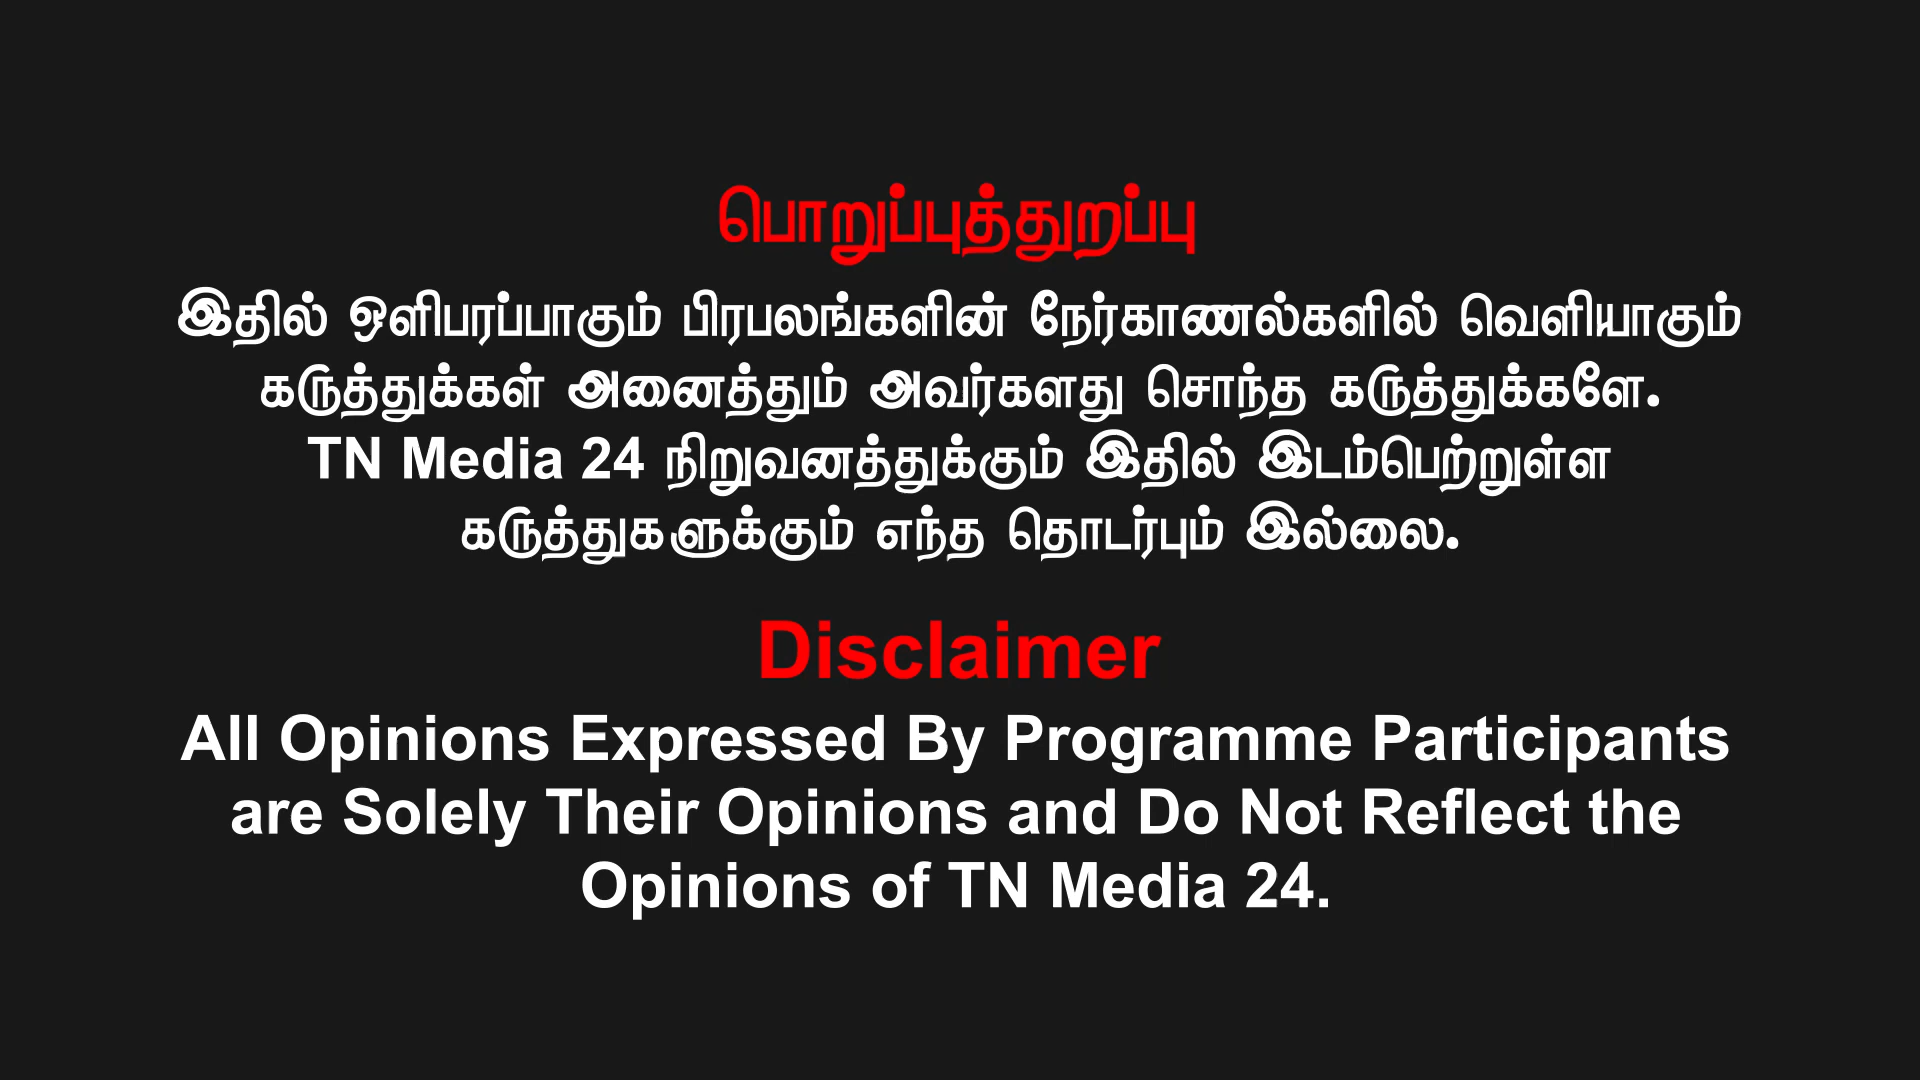 பொறுப்புத்துறப்பு
இதில் ஒளிபரப்பாகும் பிரபலங்களின் நேர்காணல்களில் வெளியாகும்
கருத்துக்கள் அனைத்தும் அவர்களது சொந்த கருத்துக்களே.
TN Media 24 நிறுவனத்துக்கும் இதில் இடம்பெற்றுள்ள
கருத்துகளுக்கும் எந்த தொடர்பும் இல்லை.
Disclaimer
All Opinions Expressed By Programme Participants
are Solely Their Opinions and Do Not Reflect the
Opinions of TN Media 24.